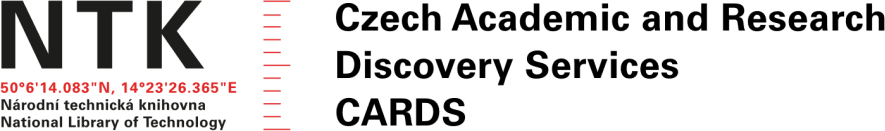 NTK
50°6'14.083"N, 14°23'26.365"E
Národní technická knihovna
National Library of Technology
Czech Academic and Research
Discovery Services
CARDS